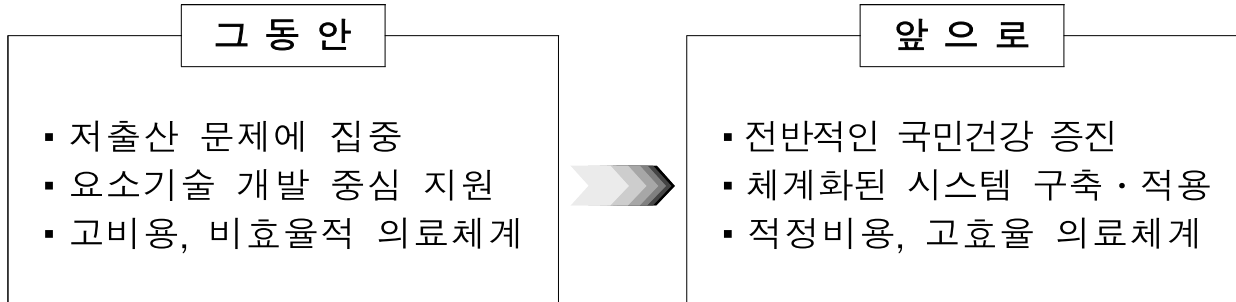 그 동 안
▪ 저출산 문제에 집중
▪ 요소기술 개발 중심 지원
▪ 고비용, 비효율적 의료체계
앞 으 로
▪ 전반적인 국민건강 증진
▪ 체계화된 시스템 구축·적용
▪ 적정비용, 고효율 의료체계